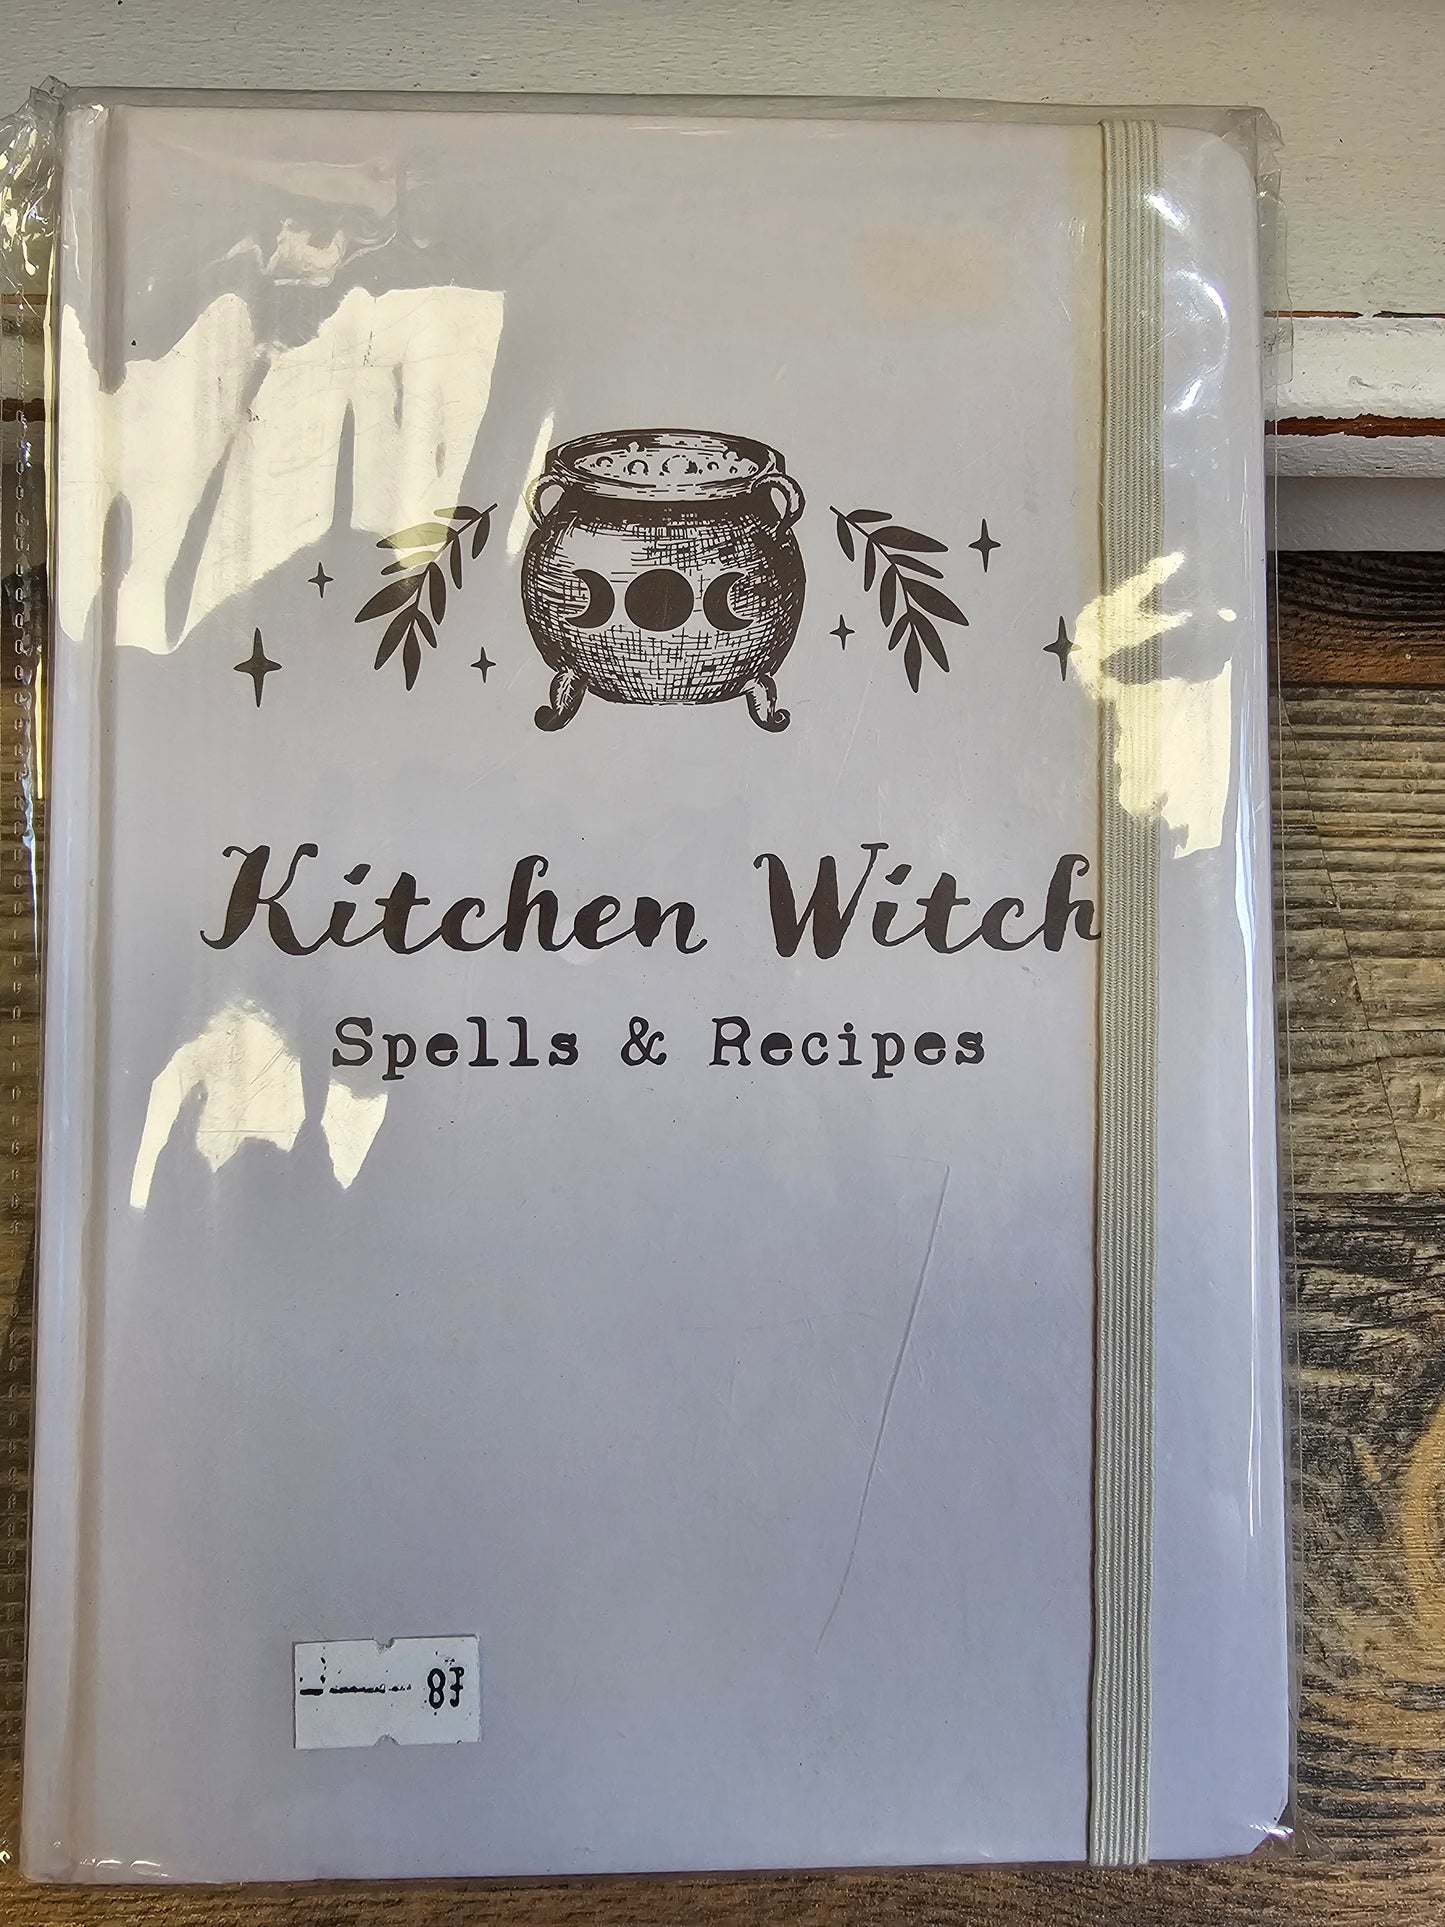 Kitchen Witch
Spells & Recipes